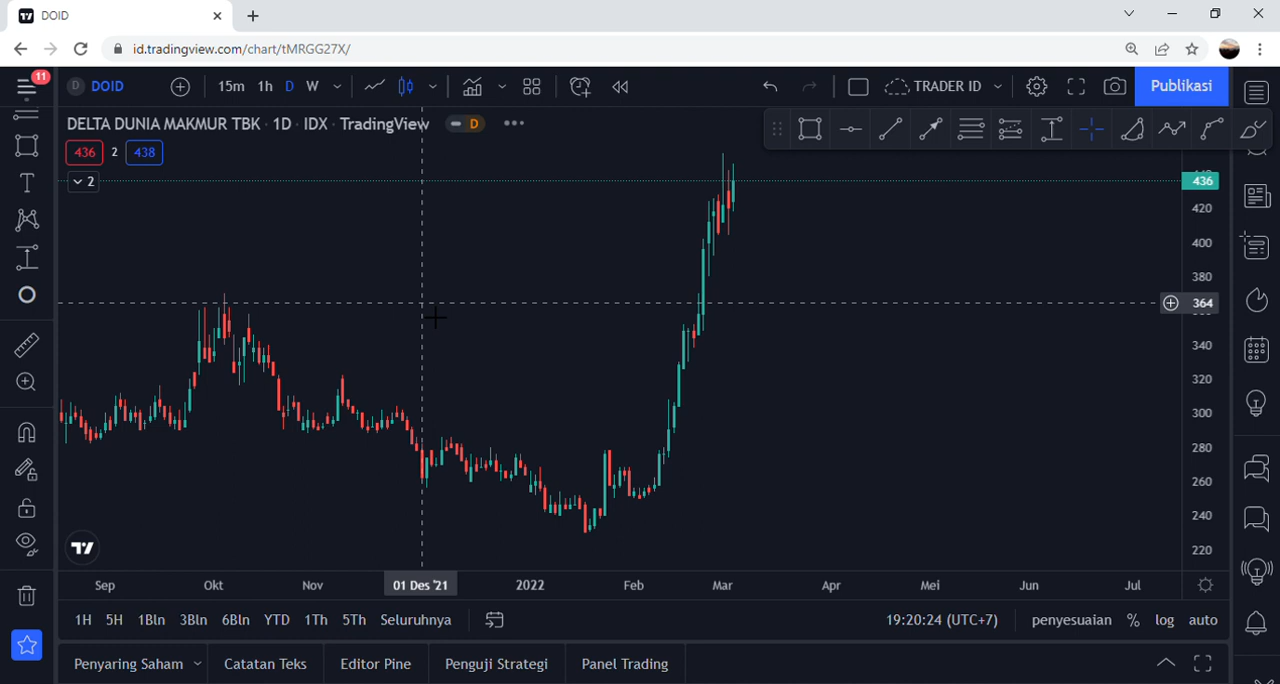 DOID
id.tradingview.com/chart/tMRGG27X/
11
D DOID 15m 1h D W TRADER ID Publikasi
DELTA DUNIA MAKMUR TBK · 1D · IDX · TradingView D
436 2 438
2
436
420
400
380
364
340
320
300
280
260
240
220
Sep Okt Nov 01 Des '21 2022 Feb Mar Apr Mei Jun Jul
1H 5H 1Bln 3Bln 6Bln YTD 1Th 5Th Seluruhnya 19:20:24 (UTC+7) penyesuaian % log auto
Penyaring Saham Catatan Teks Editor Pine Penguji Strategi Panel Trading